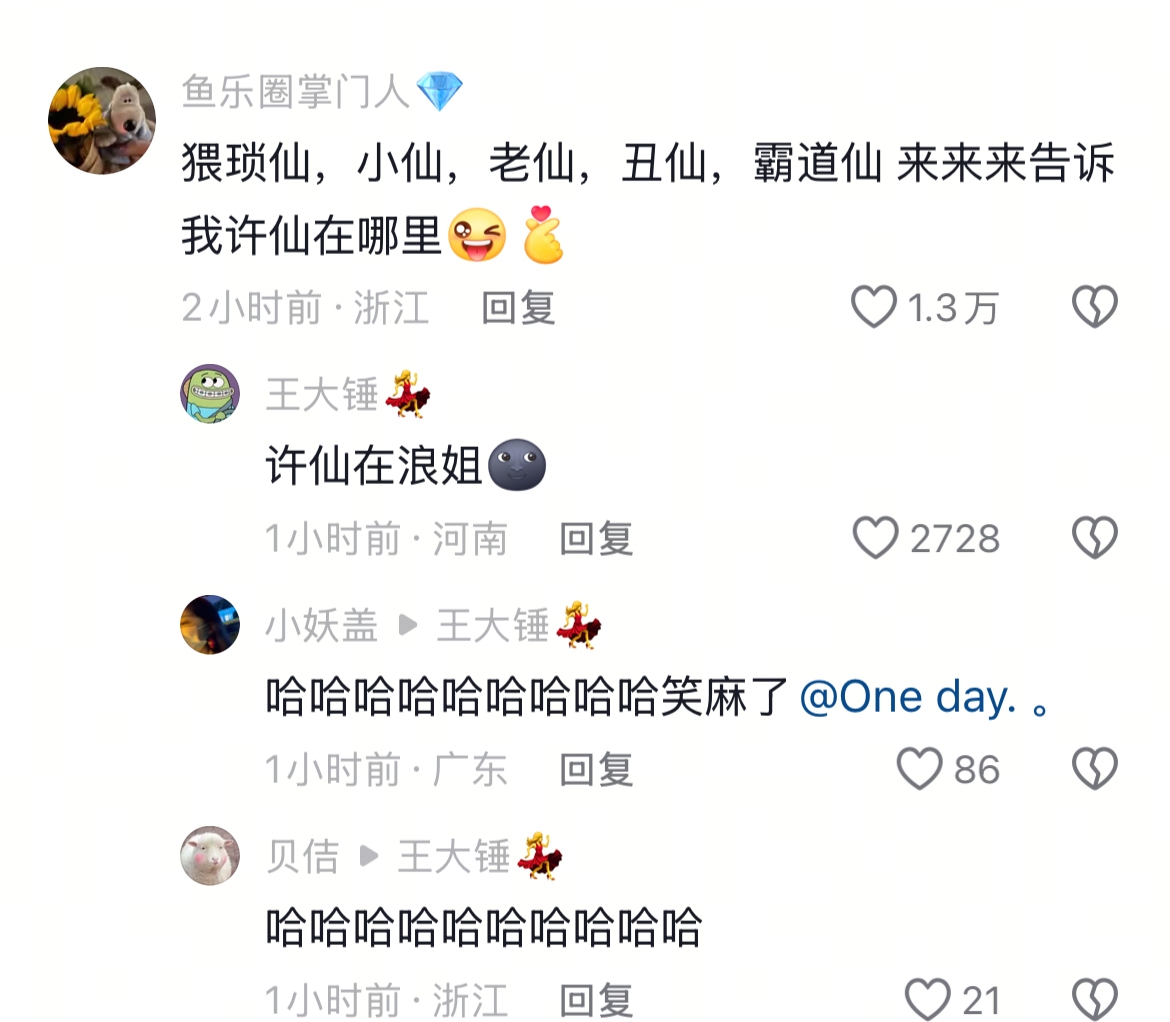 鱼乐圈掌门人💎
猥琐仙，小仙，老仙，丑仙，霸道仙 来来来告诉
我许仙在哪里🤪🫰
2小时前·浙江 回复 1.3万
王大锤💃
许仙在浪姐🌚
1小时前·河南 回复 2728
小妖盖 ▶ 王大锤💃
哈哈哈哈哈哈哈哈哈笑麻了 @One day. 。
1小时前·广东 回复 86
贝佶 ▶ 王大锤💃
哈哈哈哈哈哈哈哈哈哈
1小时前·浙江 回复 21